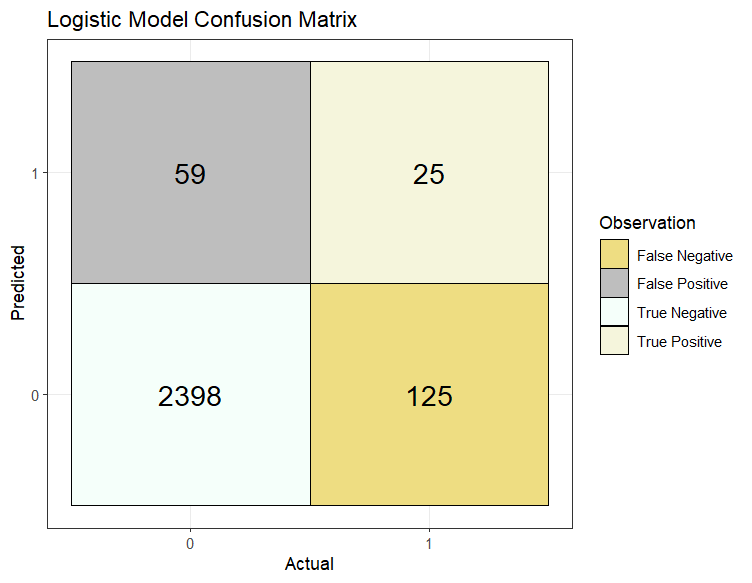 Logistic Model Confusion Matrix
Predicted
1
59
25
0
2398
125
0
1
Actual
Observation
False Negative
False Positive
True Negative
True Positive